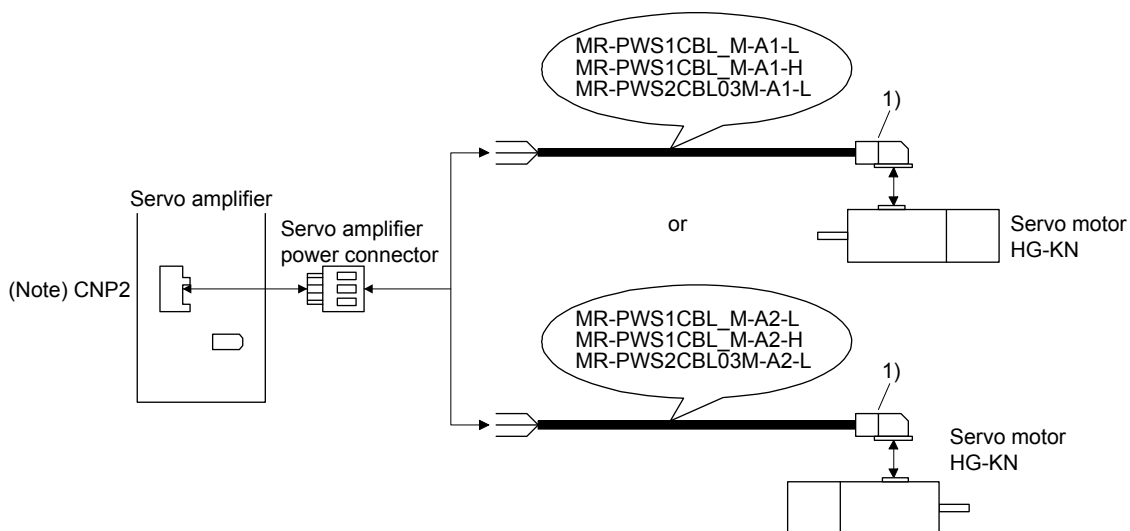 MR-PWS1CBL_M-A1-L
MR-PWS1CBL_M-A1-H
MR-PWS2CBL03M-A1-L
1)
Servo amplifier
Servo amplifier
power connector
or
Servo motor
HG-KN
(Note) CNP2
MR-PWS1CBL_M-A2-L
MR-PWS1CBL_M-A2-H
MR-PWS2CBL03M-A2-L
1)
Servo motor
HG-KN